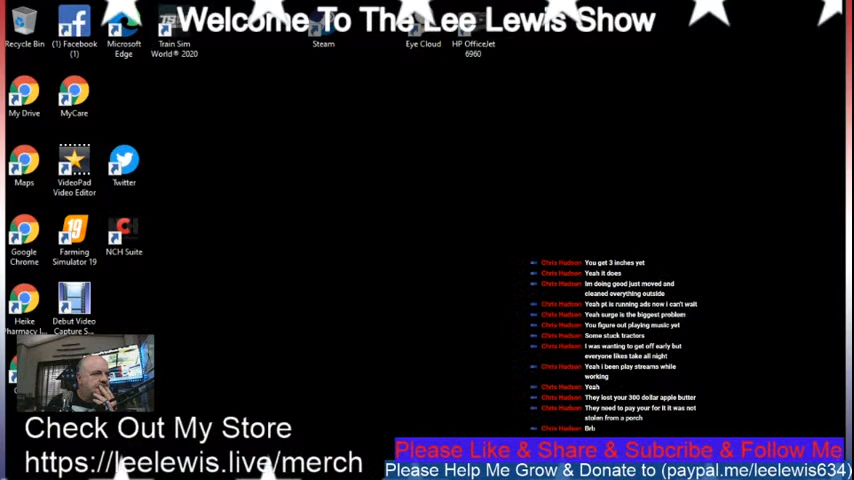 Welcome To The Lee Lewis Show
Recycle Bin
(1) Facebook
(1)
Microsoft
Edge
Train Sim
World® 2020
Steam
Eye Cloud
HP OfficeJet
6960
My Drive
MyCare
Maps
VideoPad
Video Editor
Twitter
Google
Chrome
Farming
Simulator 19
NCH Suite
Heike
Pharmacy
Debut Video
Capture S...
Chris Hudson You get 3 inches yet
Chris Hudson Yeah it does
Chris Hudson Im doing good just moved and
cleaned everything outside
Chris Hudson Yeah pt is running ads now i can't wait
Chris Hudson Yeah surge is the biggest problem
Chris Hudson You figure out playing music yet
Chris Hudson Some stuck tractors
Chris Hudson I was wanting to get off early but
everyone likes take all night
Chris Hudson Yeah i been play streams while
working
Chris Hudson Yeah
Chris Hudson They lost your 300 dollar apple butter
Chris Hudson They need to pay your for it it was not
stolen from a porch
Chris Hudson Brb
Check Out My Store
https://leelewis.live/merch
Please Like & Share & Subcribe & Follow Me
Please Help Me Grow & Donate to (paypal.me/leelewis634)